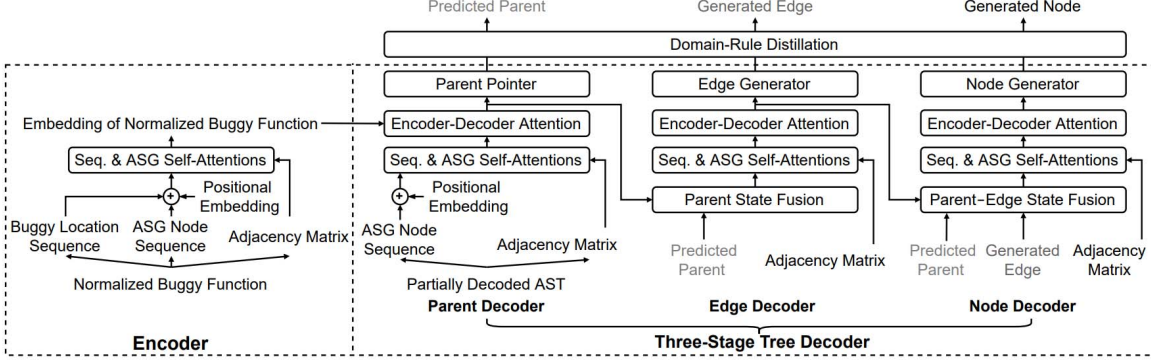 Predicted Parent
Generated Edge
Generated Node
Domain-Rule Distillation
Parent Pointer
Edge Generator
Node Generator
Embedding of Normalized Buggy Function
Encoder-Decoder Attention
Encoder-Decoder Attention
Encoder-Decoder Attention
Seq. & ASG Self-Attentions
Seq. & ASG Self-Attentions
Seq. & ASG Self-Attentions
Seq. & ASG Self-Attentions
+
Positional
Embedding
+
Positional
Embedding
Parent State Fusion
Parent-Edge State Fusion
Buggy Location
Sequence
ASG Node
Sequence
Adjacency Matrix
ASG Node
Sequence
Adjacency Matrix
Predicted
Parent
Adjacency Matrix
Predicted
Parent
Generated
Edge
Adjacency
Matrix
Normalized Buggy Function
Partially Decoded AST
Parent Decoder
Edge Decoder
Node Decoder
Encoder
Three-Stage Tree Decoder